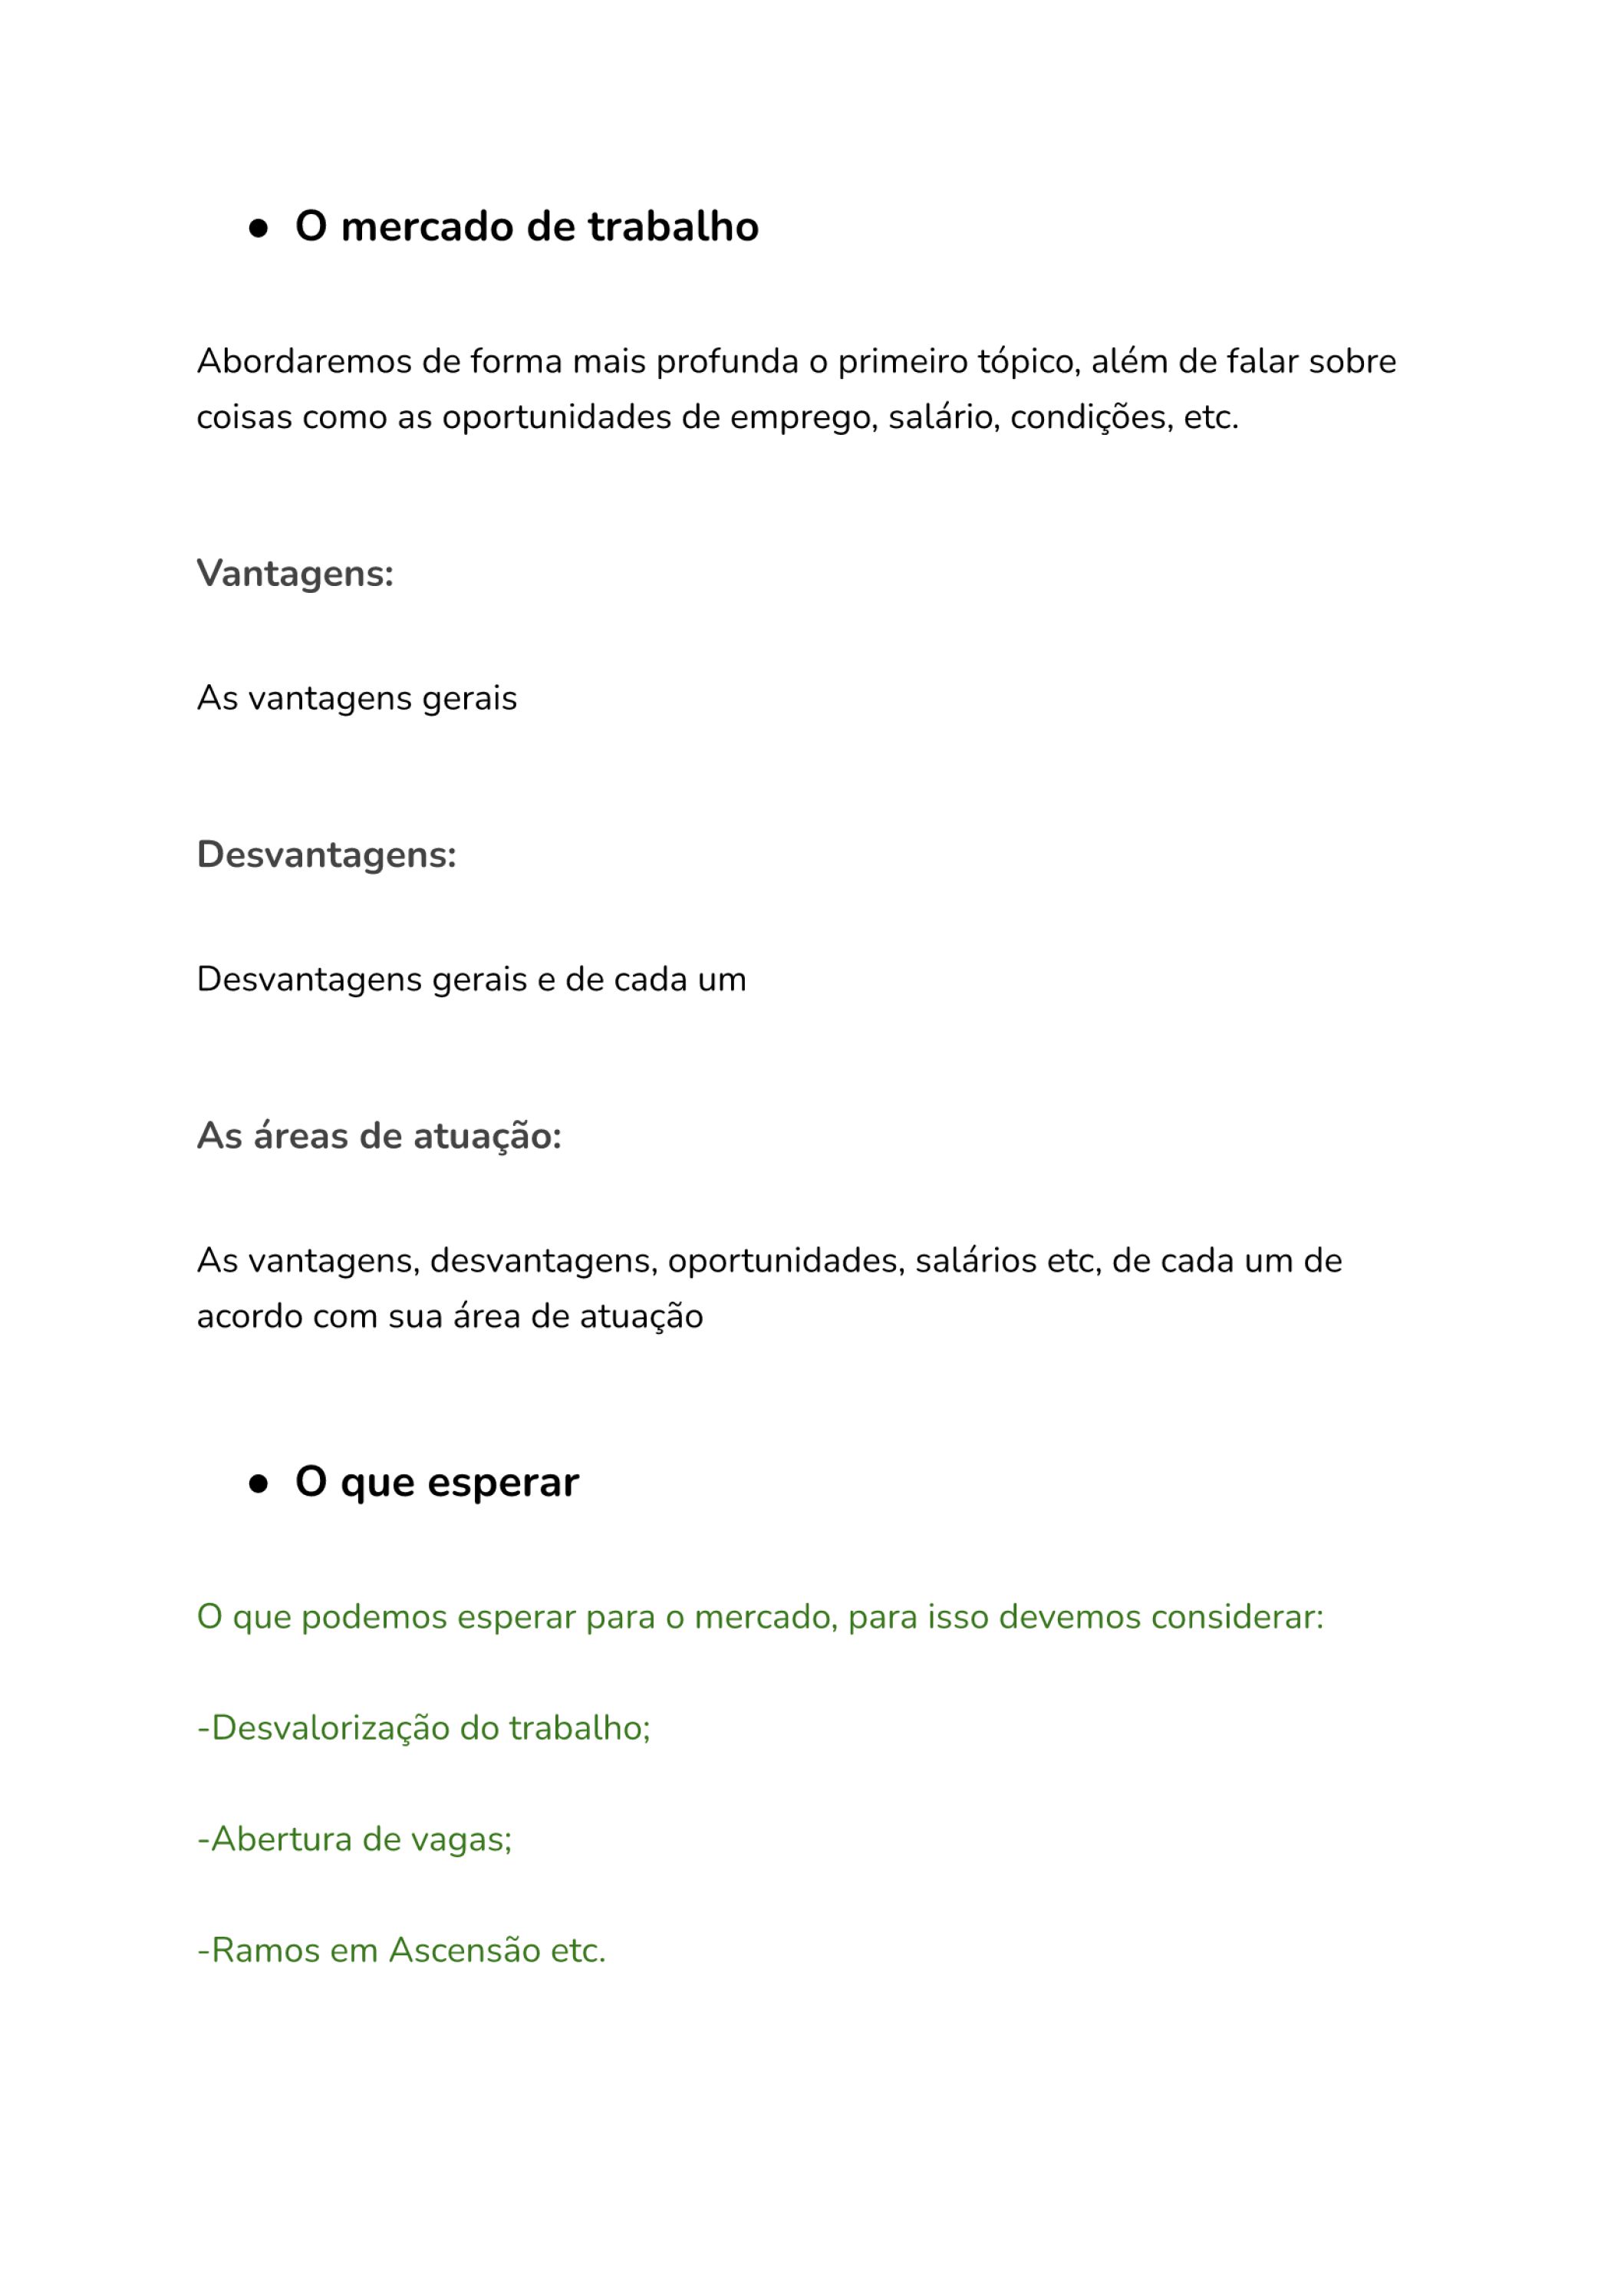 ● O mercado de trabalho
Abordaremos de forma mais profunda o primeiro tópico, além de falar sobre
coisas como as oportunidades de emprego, salário, condições, etc.
Vantagens:
As vantagens gerais
Desvantagens:
Desvantagens gerais e de cada um
As áreas de atuação:
As vantagens, desvantagens, oportunidades, salários etc, de cada um de
acordo com sua área de atuação
● O que esperar
O que podemos esperar para o mercado, para isso devemos considerar:
-Desvalorização do trabalho;
-Abertura de vagas;
-Ramos em Ascensão etc.